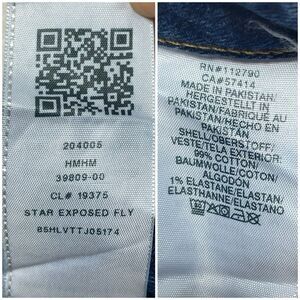 204005
HMHM
39809-00
CL# 19375
STAR EXPOSED FLY
85HLVTTJ05174
RN#112790
CA#57414
MADE IN PAKISTAN/
HERGESTELLT IN
PAKISTAN/FABRIQUÉ AU
PAKISTAN/HECHO EN
PAKISTAN
SHELL/OBERSTOFF/
VESTE/TELA EXTERIOR:
99% COTTON/
BAUMWOLLE/COTON/
ALGODÓN
1% ELASTANE/ELASTAN/
ELASTHANNE/ELASTANO